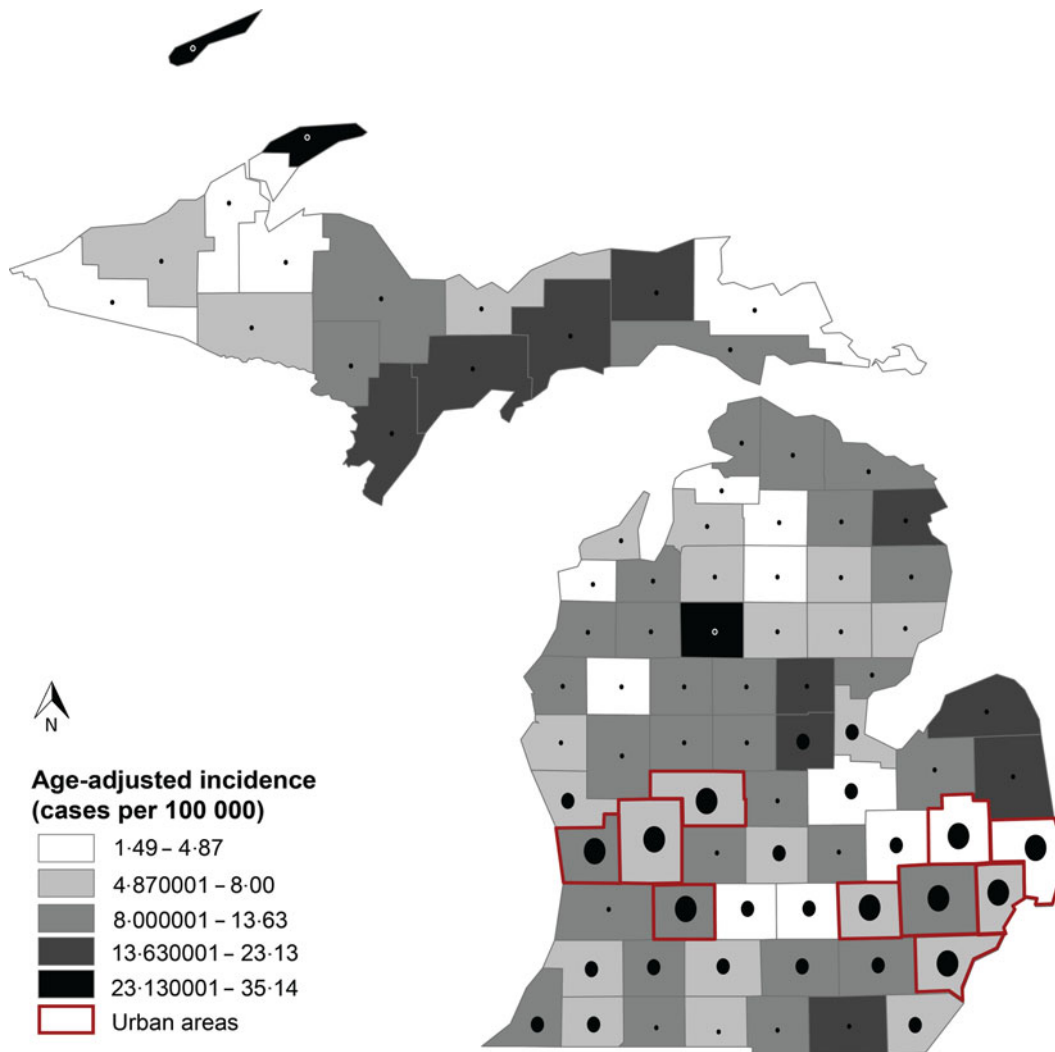 N
Age-adjusted incidence
(cases per 100 000)
1·49 – 4·87
4·870001 – 8·00
8·000001 – 13·63
13·630001 – 23·13
23·130001 – 35·14
Urban areas